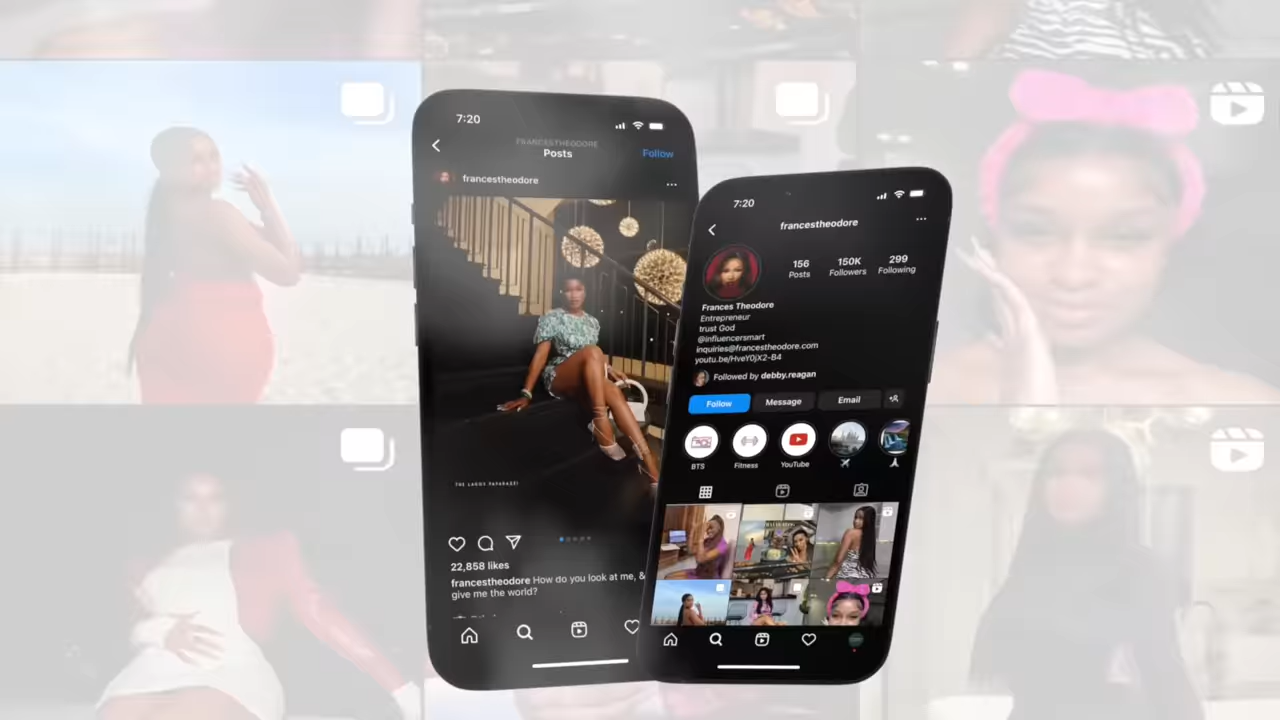 7:20
FRANCESTHEODORE
Posts
Follow
francestheodore
THE LAGOS PAPARAZZI
22,858 likes
francestheodore How do you look at me, &
give me the world?
7:20
francestheodore
156
Posts
150K
Followers
299
Following
Frances Theodore
Entrepreneur
trust God
@influencersmart
inquiries@francestheodore.com
youtu.be/HveY0jX2-B4
Followed by debby.reagan
Follow
Message
Email
BTS
Fitness
YouTube